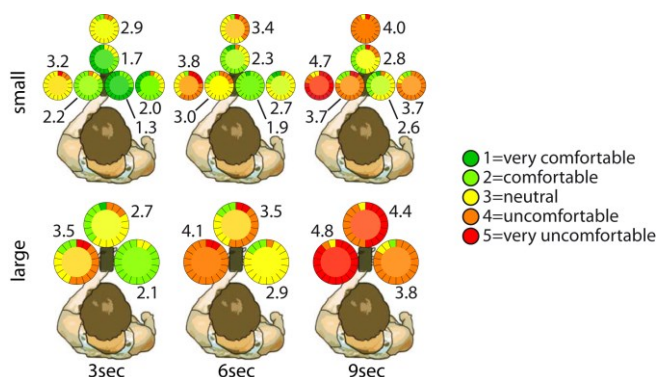 2.9
3.2
1.7
2.0
2.2
1.3
small
3.4
3.8
2.3
2.7
3.0
1.9
4.0
4.7
2.8
3.7
3.7
2.6
1=very comfortable
2=comfortable
3=neutral
4=uncomfortable
5=very uncomfortable
2.7
3.5
2.1
large
3.5
4.1
2.9
4.4
4.8
3.8
3sec
6sec
9sec